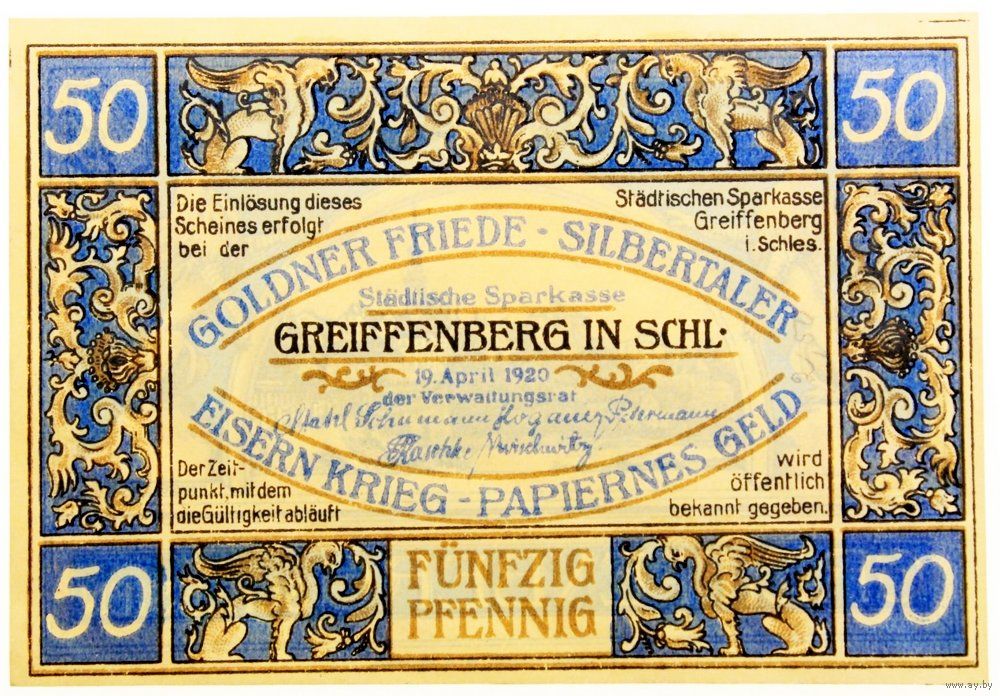 50
50
Die Einlösung dieses
Scheines erfolgt
bei der
Städtischen Sparkasse
Greiffenberg
i. Schles.
GOLDNER FRIEDE - SILBERTALER
Städtische Sparkasse
GREIFFENBERG IN SCHL.
19. April 1920
der Verwaltungsrat
Schumann
EISERN KRIEG - PAPIERNES GELD
Der Zeit-
punkt, mit dem
die Gültigkeit abläuft
wird
öffentlich
bekannt gegeben.
50
FÜNFZIG
PFENNIG
50
www.ay.by